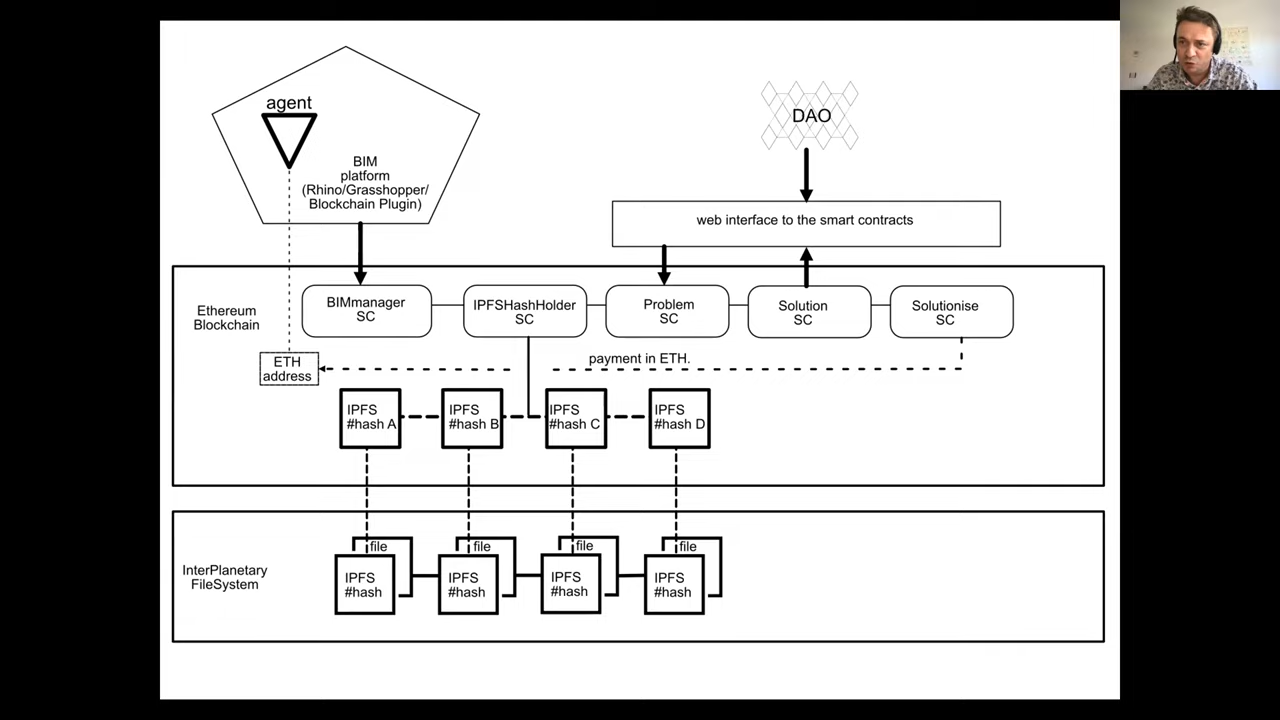 agent
BIM
platform
(Rhino/Grasshopper/
Blockchain Plugin)
DAO
web interface to the smart contracts
Ethereum
Blockchain
BIMmanager
SC
IPFSHashHolder
SC
Problem
SC
Solution
SC
Solutionise
SC
payment in ETH.
ETH
address
IPFS
#hash A
IPFS
#hash B
IPFS
#hash C
IPFS
#hash D
InterPlanetary
FileSystem
file
IPFS
#hash
file
IPFS
#hash
file
IPFS
#hash
file
IPFS
#hash